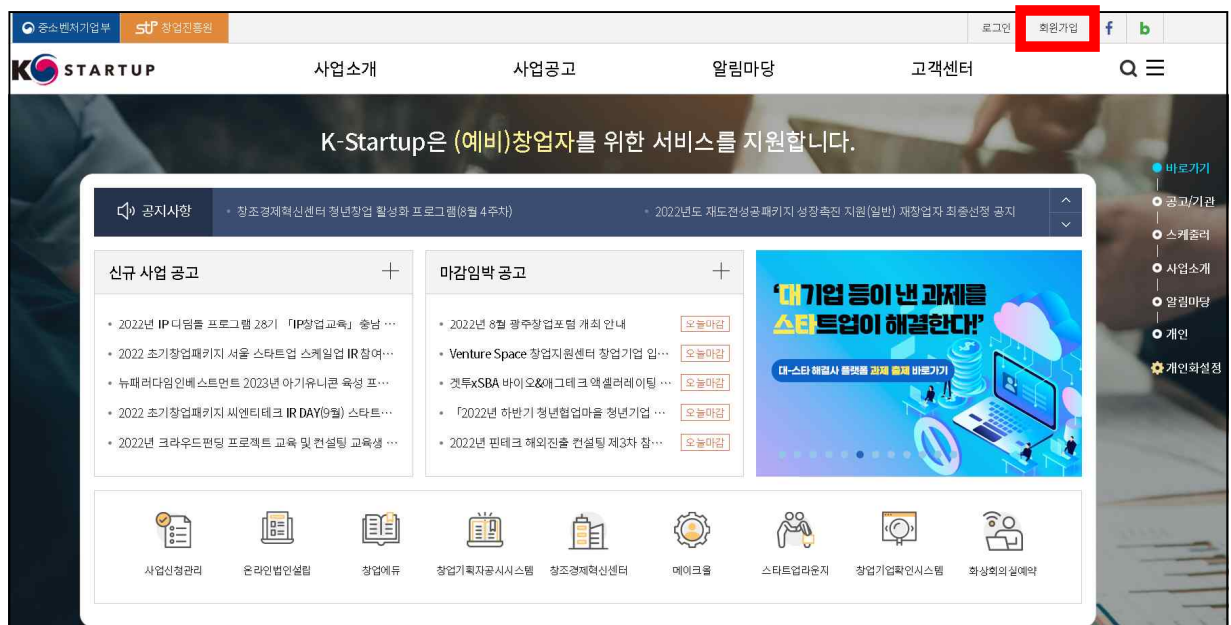 중소벤처기업부 stP 창업진흥원 로그인 회원가입 f b
K STARTUP 사업소개 사업공고 알림마당 고객센터
K-Startup은 (예비)창업자를 위한 서비스를 지원합니다.
공지사항 • 창조경제혁신센터 청년창업 활성화 프로그램(8월 4주차) • 2022년도 재도전성공패키지 성장촉진 지원(일반) 재창업자 최종선정 공지
신규 사업 공고
• 2022년 IP 디딤돌 프로그램 28기 「IP창업교육」 충남 …
• 2022 초기창업패키지 서울 스타트업 스케일업 IR 참여…
• 뉴패러다임인베스트먼트 2023년 아기유니콘 육성 프…
• 2022 초기창업패키지 씨엔티테크 IR DAY(9월) 스타트…
• 2022년 크라우드펀딩 프로젝트 교육 및 컨설팅 교육생 …
마감임박 공고
• 2022년 8월 광주창업포럼 개최 안내 오늘마감
• Venture Space 창업지원센터 창업기업 입… 오늘마감
• 겟투xSBA 바이오&애그테크 액셀러레이팅 … 오늘마감
• 「2022년 하반기 청년협업마을 청년기업 … 오늘마감
• 2022년 핀테크 해외진출 컨설팅 제3차 참… 오늘마감
‘대기업 등이 낸 과제를
스타트업이 해결한다!’
대-스타 해결사 플랫폼 과제 출제 바로가기
바로가기
공고/기관
스케줄러
사업소개
알림마당
개인
개인화설정
사업신청관리 온라인법인설립 창업에듀 창업기획자공시시스템 창조경제혁신센터 메이크올 스타트업라운지 창업기업확인시스템 화상회의실예약